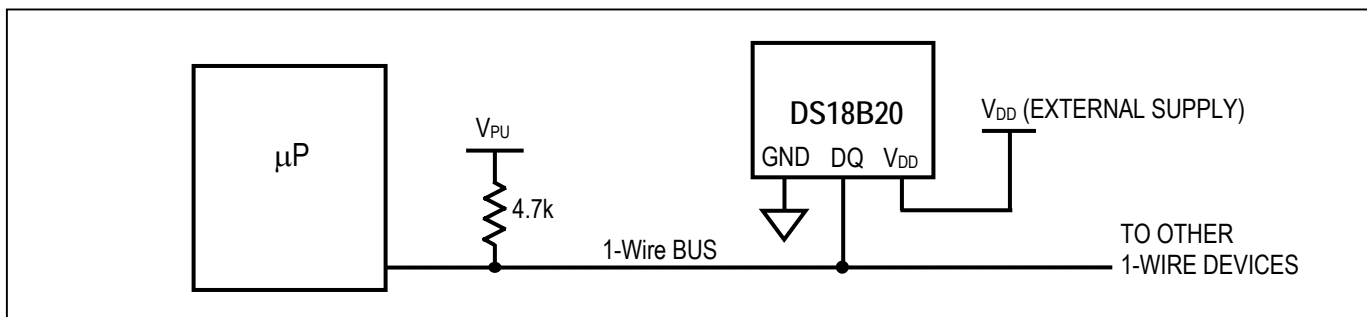 μP
VPU
4.7k
1-Wire BUS
DS18B20
GND DQ VDD
VDD (EXTERNAL SUPPLY)
TO OTHER
1-WIRE DEVICES